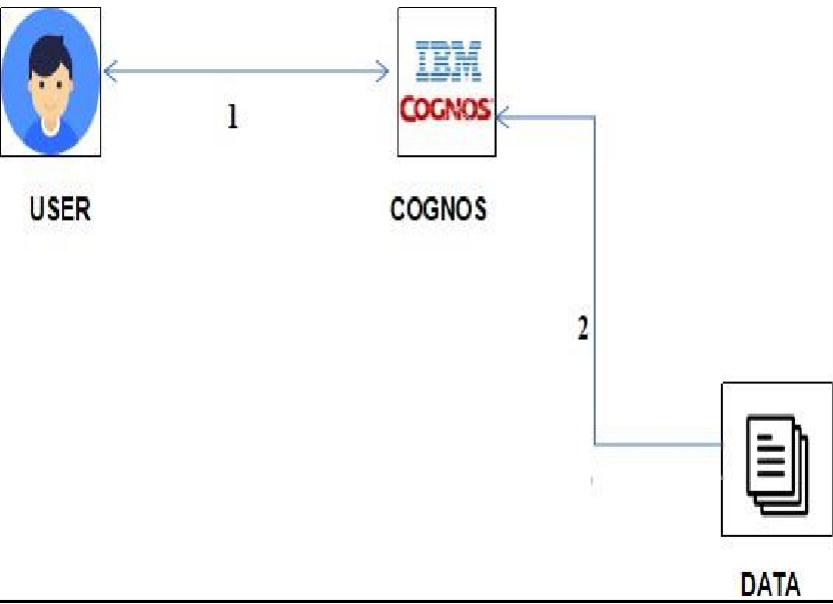 IBM
COGNOS
1
USER
COGNOS
2
DATA